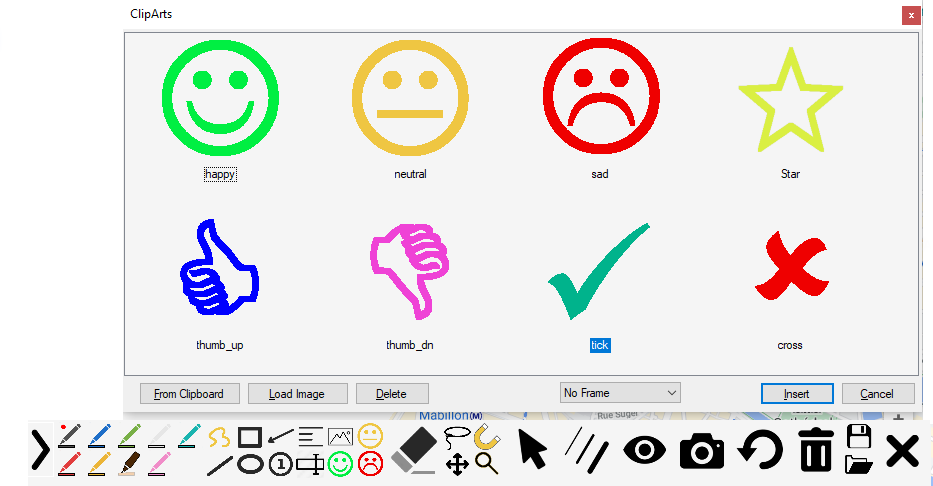 ClipArts
happy neutral sad Star
thumb_up thumb_dn tick cross
From Clipboard Load Image Delete No Frame Insert Cancel
Mabillon (M) Rue Suger
1